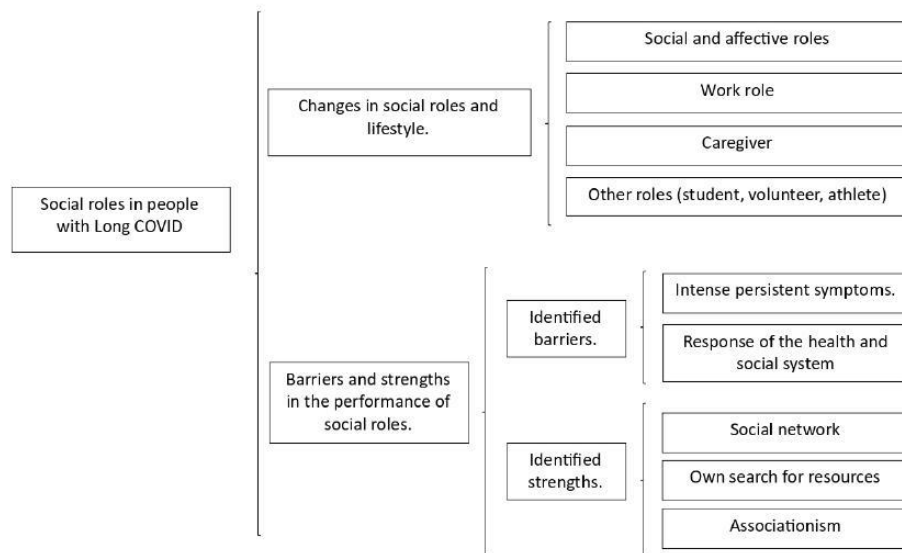 Social roles in people
with Long COVID
Changes in social roles and
lifestyle.
Social and affective roles
Work role
Caregiver
Other roles (student, volunteer, athlete)
Barriers and strengths
in the performance of
social roles.
Identified
barriers.
Intense persistent symptoms.
Response of the health and
social system
Identified
strengths.
Social network
Own search for resources
Associationism